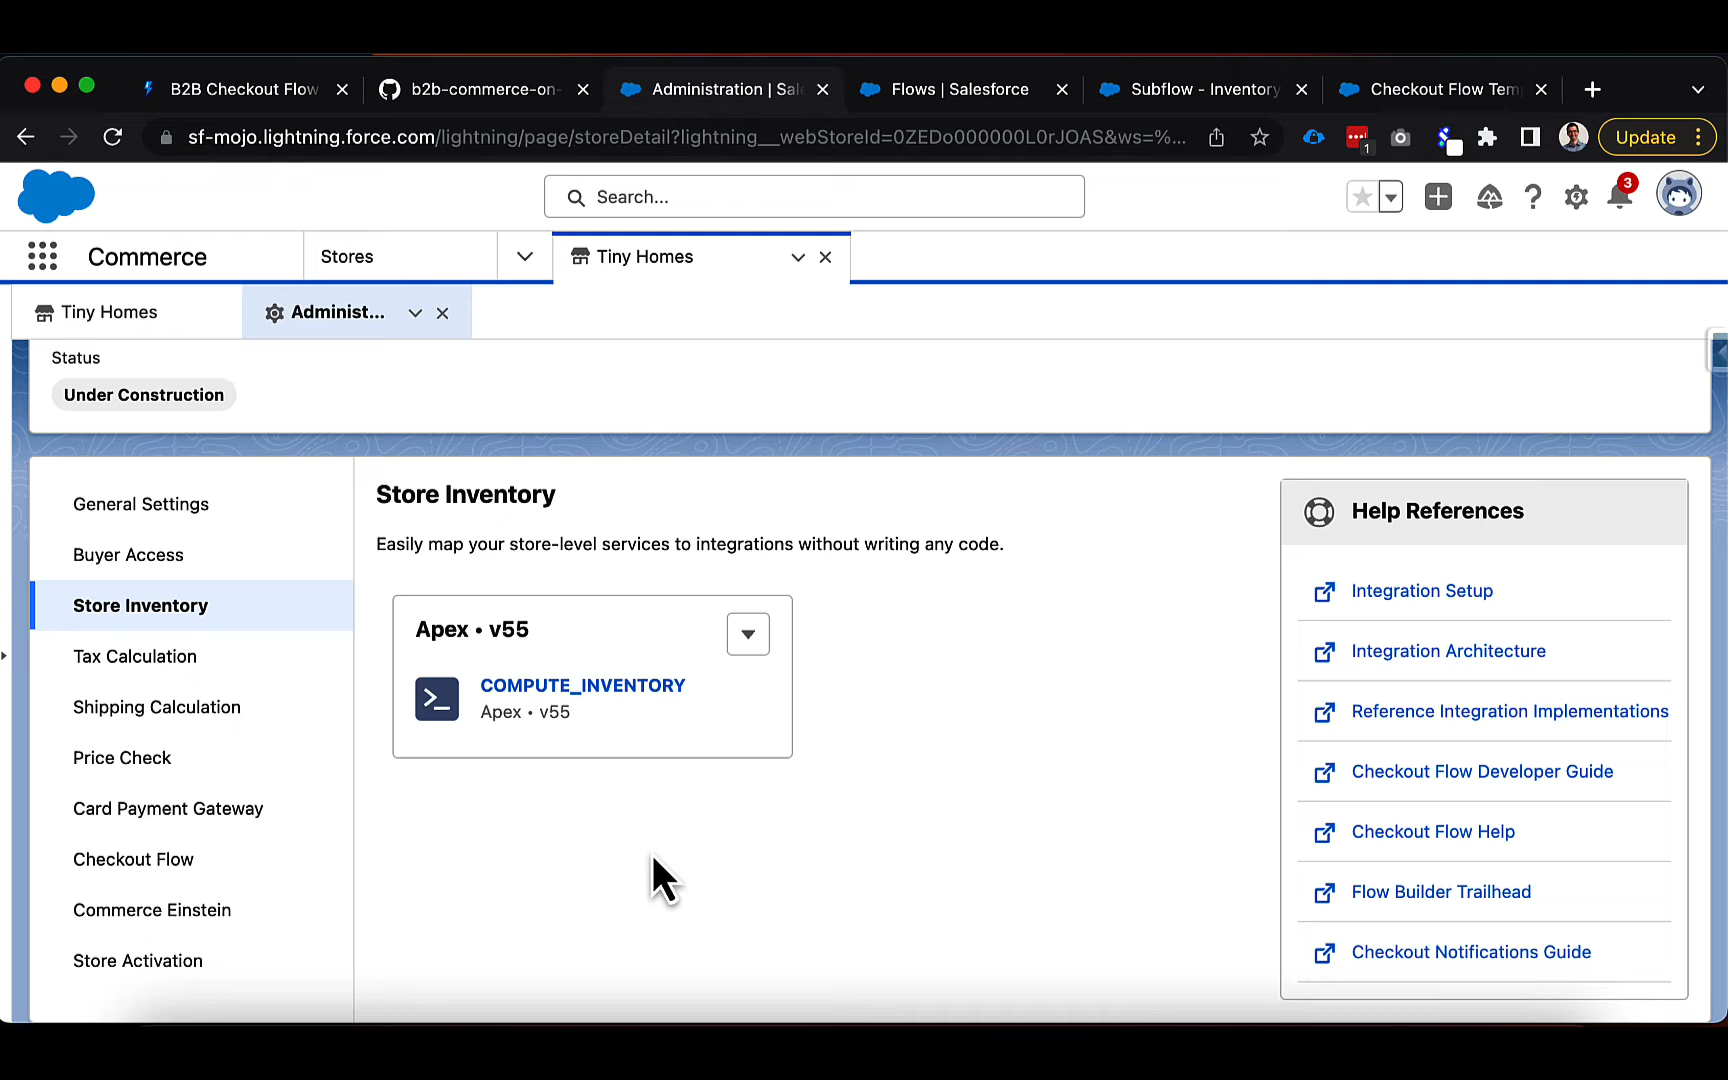 B2B Checkout Flow
b2b-commerce-on-
Administration | Sale
Flows | Salesforce
Subflow - Inventory
Checkout Flow Temp
sf-mojo.lightning.force.com/lightning/page/storeDetail?lightning__webStoreId=0ZEDo000000L0rJOAS&ws=%...
1
Update
Search...
3
Commerce
Stores
Tiny Homes
Tiny Homes
Administ...
Status
Under Construction
General Settings
Buyer Access
Store Inventory
Tax Calculation
Shipping Calculation
Price Check
Card Payment Gateway
Checkout Flow
Commerce Einstein
Store Activation
Store Inventory
Easily map your store-level services to integrations without writing any code.
Apex • v55
COMPUTE_INVENTORY
Apex • v55
Help References
Integration Setup
Integration Architecture
Reference Integration Implementations
Checkout Flow Developer Guide
Checkout Flow Help
Flow Builder Trailhead
Checkout Notifications Guide